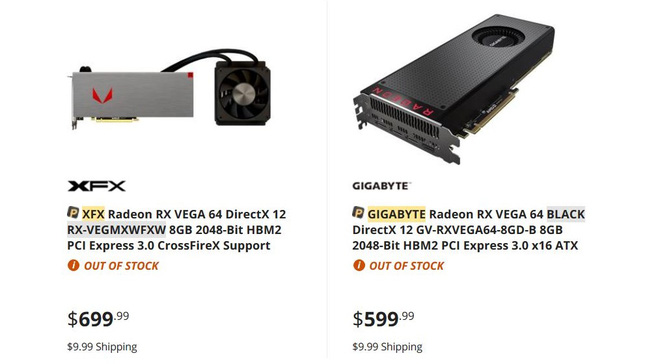 RADEON
XFX
GIGABYTE™
XFX Radeon RX VEGA 64 DirectX 12
RX-VEGMXWFXW 8GB 2048-Bit HBM2
PCI Express 3.0 CrossFireX Support
OUT OF STOCK
$699.99
$9.99 Shipping
GIGABYTE Radeon RX VEGA 64 BLACK
DirectX 12 GV-RXVEGA64-8GD-B 8GB
2048-Bit HBM2 PCI Express 3.0 x16 ATX
OUT OF STOCK
$599.99
$9.99 Shipping